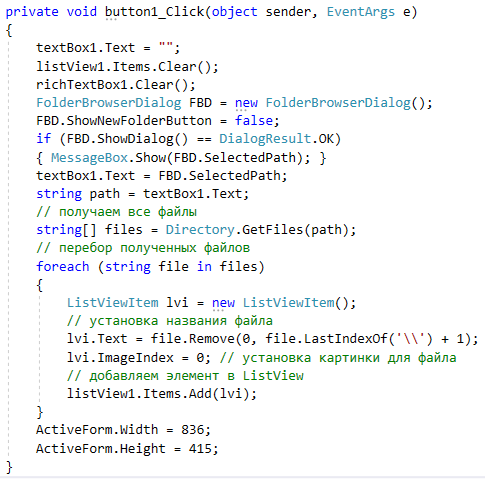 private void button1_Click(object sender, EventArgs e)
{
    textBox1.Text = "";
    listView1.Items.Clear();
    richTextBox1.Clear();
    FolderBrowserDialog FBD = new FolderBrowserDialog();
    FBD.ShowNewFolderButton = false;
    if (FBD.ShowDialog() == DialogResult.OK)
    { MessageBox.Show(FBD.SelectedPath); }
    textBox1.Text = FBD.SelectedPath;
    string path = textBox1.Text;
    // получаем все файлы
    string[] files = Directory.GetFiles(path);
    // перебор полученных файлов
    foreach (string file in files)
    {
        ListViewItem lvi = new ListViewItem();
        // установка названия файла
        lvi.Text = file.Remove(0, file.LastIndexOf('\\') + 1);
        lvi.ImageIndex = 0; // установка картинки для файла
        // добавляем элемент в ListView
        listView1.Items.Add(lvi);
    }
    ActiveForm.Width = 836;
    ActiveForm.Height = 415;
}